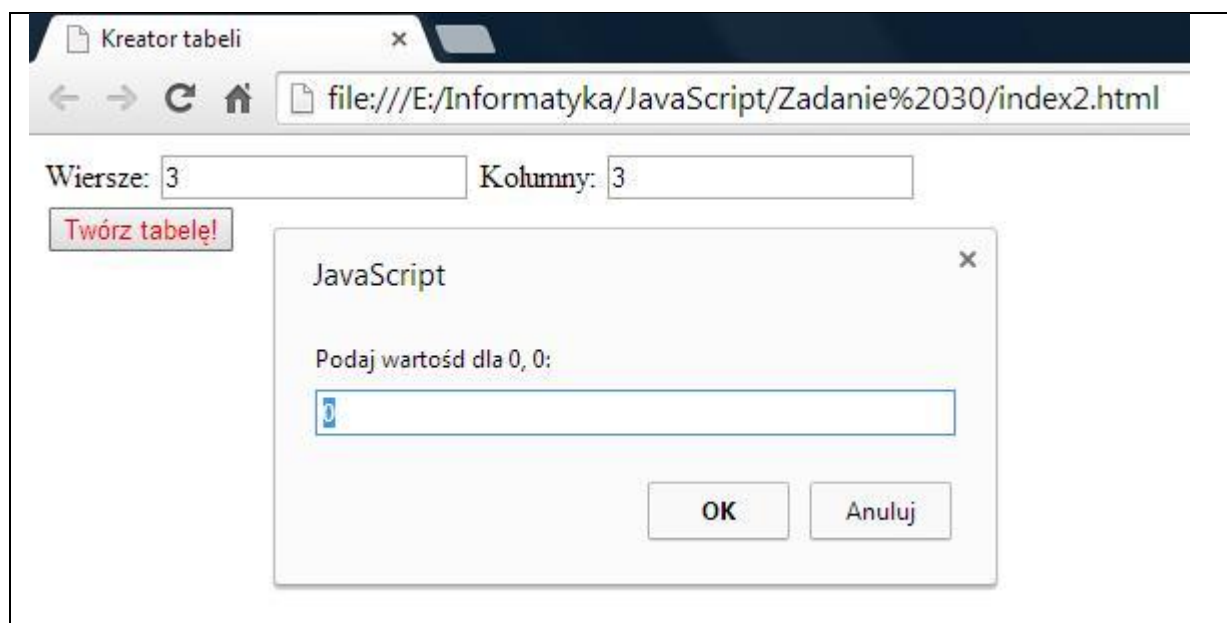 Kreator tabeli
file:///E:/Informatyka/JavaScript/Zadanie%2030/index2.html
Wiersze: 3 Kolumny: 3
Twórz tabelę!
JavaScript
Podaj wartośd dla 0, 0:
0
OK Anuluj